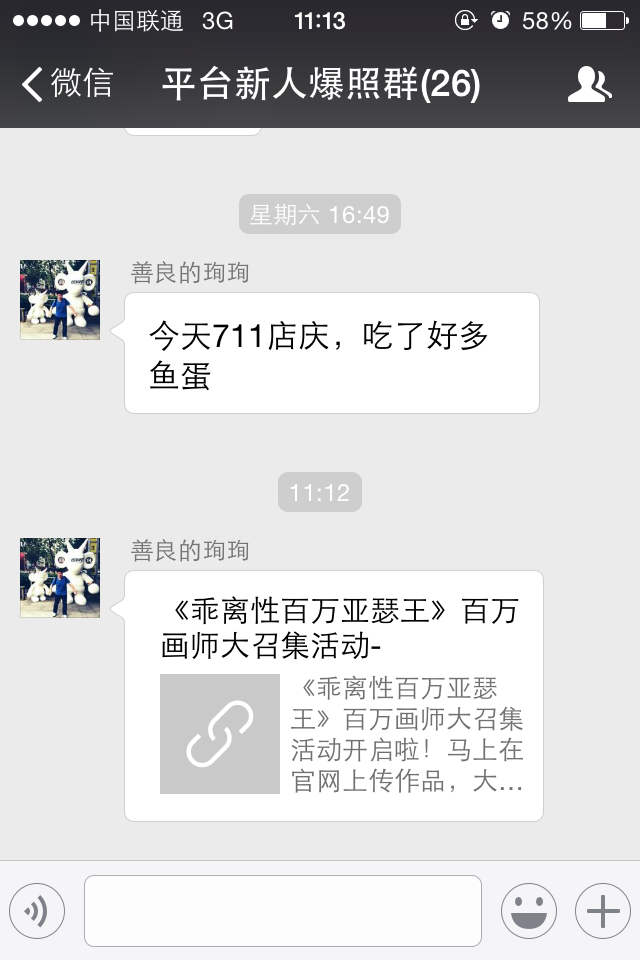 中国联通 3G 11:13 58%
微信 平台新人爆照群(26)
星期六 16:49
善良的珣珣
今天711店庆，吃了好多
鱼蛋
11:12
善良的珣珣
《乖离性百万亚瑟王》百万
画师大召集活动-
《乖离性百万亚瑟
王》百万画师大召集
活动开启啦！马上在
官网上传作品，大...